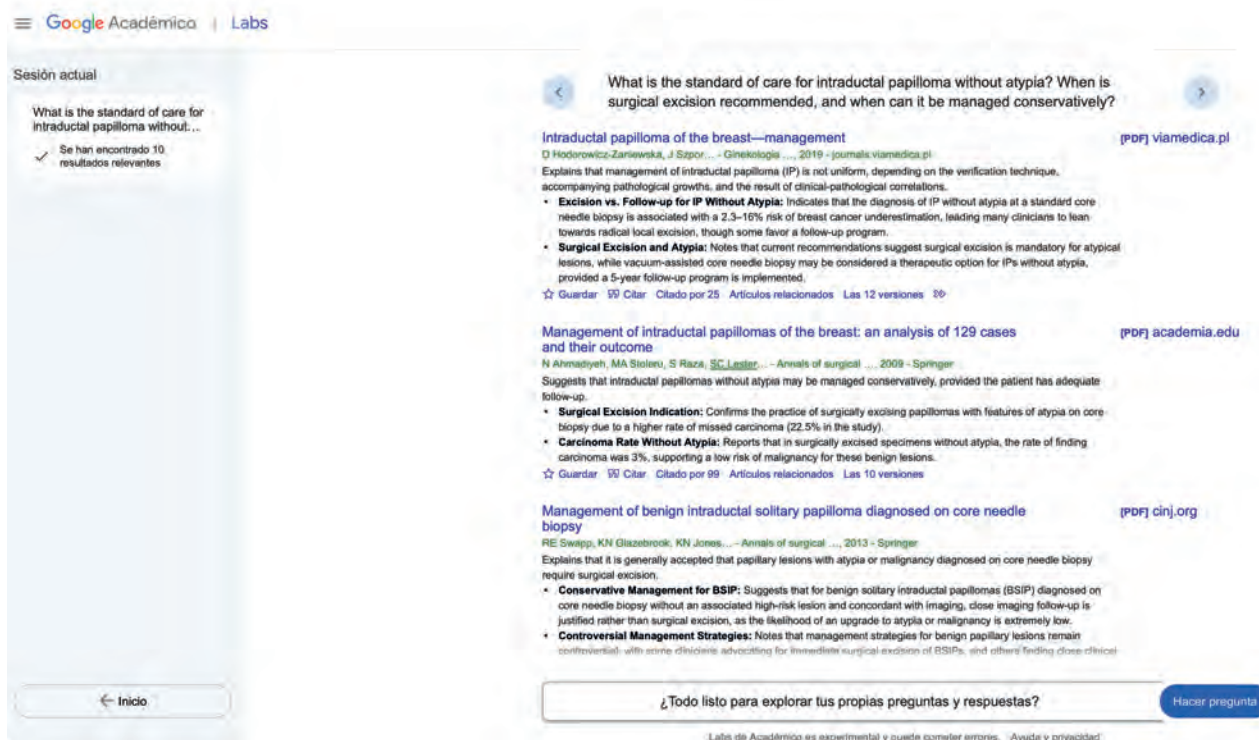 Google Académico | Labs
Sesión actual
What is the standard of care for
intraductal papilloma without...
Se han encontrado 10
resultados relevantes
← Inicio
What is the standard of care for intraductal papilloma without atypia? When is
surgical excision recommended, and when can it be managed conservatively?
Intraductal papilloma of the breast—management
[PDF] viamedica.pl
D Hodorowicz-Zaniewska, J Szpor... - Ginekologia ..., 2019 - journals.viamedica.pl
Explains that management of intraductal papilloma (IP) is not uniform, depending on the verification technique,
accompanying pathological growths, and the result of clinical-pathological correlations.
• Excision vs. Follow-up for IP Without Atypia: Indicates that the diagnosis of IP without atypia at a standard core
needle biopsy is associated with a 2.3–16% risk of breast cancer underestimation, leading many clinicians to lean
towards radical local excision, though some favor a follow-up program.
• Surgical Excision and Atypia: Notes that current recommendations suggest surgical excision is mandatory for atypical
lesions, while vacuum-assisted core needle biopsy may be considered a therapeutic option for IPs without atypia,
provided a 5-year follow-up program is implemented.
Guardar Citar Citado por 25 Artículos relacionados Las 12 versiones
Management of intraductal papillomas of the breast: an analysis of 129 cases
and their outcome
[PDF] academia.edu
N Ahmadiyeh, MA Stoleru, S Raza, SC Lester... - Annals of surgical ..., 2009 - Springer
Suggests that intraductal papillomas without atypia may be managed conservatively, provided the patient has adequate
follow-up.
• Surgical Excision Indication: Confirms the practice of surgically excising papillomas with features of atypia on core
biopsy due to a higher rate of missed carcinoma (22.5% in the study).
• Carcinoma Rate Without Atypia: Reports that in surgically excised specimens without atypia, the rate of finding
carcinoma was 3%, supporting a low risk of malignancy for these benign lesions.
Guardar Citar Citado por 99 Artículos relacionados Las 10 versiones
Management of benign intraductal solitary papilloma diagnosed on core needle
biopsy
[PDF] cinj.org
RE Swapp, KN Glazebrook, KN Jones... - Annals of surgical ..., 2013 - Springer
Explains that it is generally accepted that papillary lesions with atypia or malignancy diagnosed on core needle biopsy
require surgical excision.
• Conservative Management for BSIP: Suggests that for benign solitary intraductal papillomas (BSIP) diagnosed on
core needle biopsy without an associated high-risk lesion and concordant with imaging, close imaging follow-up is
justified rather than surgical excision, as the likelihood of an upgrade to atypia or malignancy is extremely low.
• Controversial Management Strategies: Notes that management strategies for benign papillary lesions remain
controversial, with some clinicians advocating for immediate surgical excision of BSIPs, and others finding close clinical
¿Todo listo para explorar tus propias preguntas y respuestas?
Hacer pregunta
Labs de Académico es experimental y puede cometer errores. Ayuda y privacidad